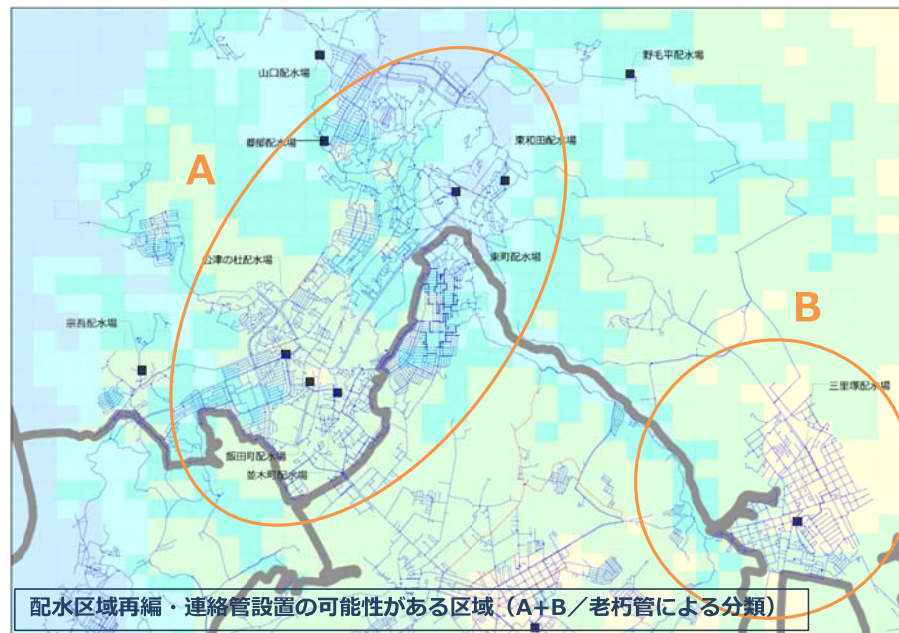 山口配水場
野毛平配水場
郷部配水場
東和田配水場
A
公津の杜配水場
東町配水場
宗吾配水場
B
三里塚配水場
飯田町配水場
並木町配水場
配水区域再編・連絡管設置の可能性がある区域（A+B／老朽管による分類）